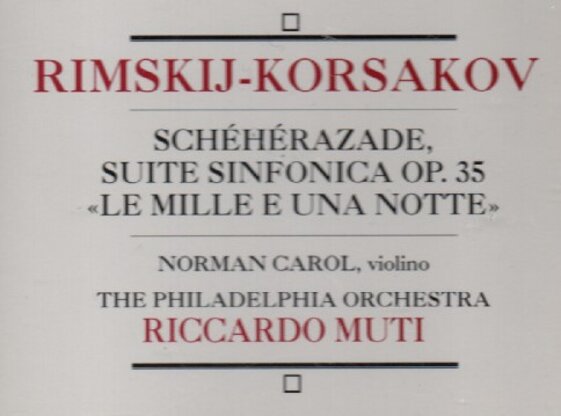 RIMSKIJ-KORSAKOV
SCHÉHÉRAZADE,
SUITE SINFONICA OP. 35
«LE MILLE E UNA NOTTE»
NORMAN CAROL, violino
THE PHILADELPHIA ORCHESTRA
RICCARDO MUTI